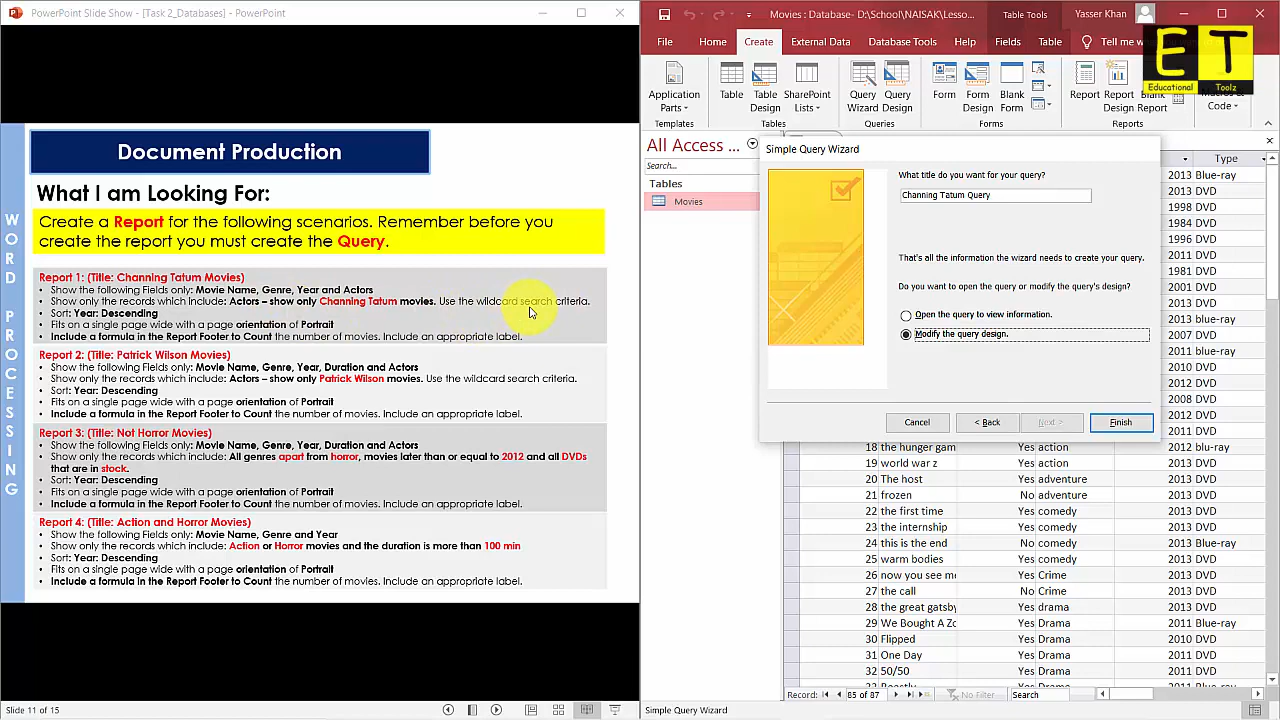 PowerPoint Slide Show - [Task 2_Databases] - PowerPoint
Document Production
What I am Looking For:
Create a Report for the following scenarios. Remember before you
create the report you must create the Query.
WORD PROCESSING
Report 1: (Title: Channing Tatum Movies)
• Show the following Fields only: Movie Name, Genre, Year and Actors
• Show only the records which include: Actors – show only Channing Tatum movies. Use the wildcard search criteria.
• Sort: Year: Descending
• Fits on a single page wide with a page orientation of Portrait
• Include a formula in the Report Footer to Count the number of movies. Include an appropriate label.
Report 2: (Title: Patrick Wilson Movies)
• Show the following Fields only: Movie Name, Genre, Year, Duration and Actors
• Show only the records which include: Actors – show only Patrick Wilson movies. Use the wildcard search criteria.
• Sort: Year: Descending
• Fits on a single page wide with a page orientation of Portrait
• Include a formula in the Report Footer to Count the number of movies. Include an appropriate label.
Report 3: (Title: Not Horror Movies)
• Show the following Fields only: Movie Name, Genre, Year, Duration and Actors
• Show only the records which include: All genres apart from horror, movies later than or equal to 2012 and all DVDs
that are in stock.
• Sort: Year: Descending
• Fits on a single page wide with a page orientation of Portrait
• Include a formula in the Report Footer to Count the number of movies. Include an appropriate label.
Report 4: (Title: Action and Horror Movies)
• Show the following Fields only: Movie Name, Genre and Year
• Show only the records which include: Action or Horror movies and the duration is more than 100 min
• Sort: Year: Descending
• Fits on a single page wide with a page orientation of Portrait
• Include a formula in the Report Footer to Count the number of movies. Include an appropriate label.
Slide 11 of 15
Movies : Database- D:\School\NAISAK\Lesso...
Table Tools
Yasser Khan
File Home Create External Data Database Tools Help Fields Table Tell me
E T
Educational Toolz
Application Parts
Table
Table Design
SharePoint Lists
Query Wizard
Query Design
Form
Form Design
Blank Form
Report
Report Design
Blank Report
Code
Templates Tables Queries Forms Reports
All Access ...
Search...
Tables
Movies
Type
Simple Query Wizard
What title do you want for your query?
Channing Tatum Query
That's all the information the wizard needs to create your query.
Do you want to open the query or modify the query's design?
Open the query to view information.
Modify the query design.
Cancel < Back Next > Finish
2013 Blue-ray
2013 DVD
1998 DVD
1984 DVD
1996 DVD
2011 DVD
1981 DVD
2001 DVD
2013 blue-ray
2007 DVD
2011 blue-ray
2010 DVD
2012 DVD
2008 DVD
2012 DVD
2011 DVD
18 the hunger gam Yes action 2012 blu-ray
19 world war z Yes action 2013 DVD
20 The host Yes adventure 2013 DVD
21 frozen No adventure 2013 DVD
22 the first time Yes comedy 2012 DVD
23 the internship Yes comedy 2013 DVD
24 this is the end No comedy 2013 Blue-ray
25 warm bodies Yes comedy 2013 DVD
26 now you see me Yes Crime 2013 DVD
27 the call No Crime 2013 DVD
28 the great gatsby Yes drama 2013 DVD
29 We Bought A Zo Yes Drama 2011 Blue-ray
30 Flipped Yes Drama 2010 DVD
31 One Day Yes Drama 2011 DVD
32 50/50 Yes Drama 2011 DVD
Yes Drama 2011 Blue-ray
Record: 85 of 87 No Filter Search
Simple Query Wizard